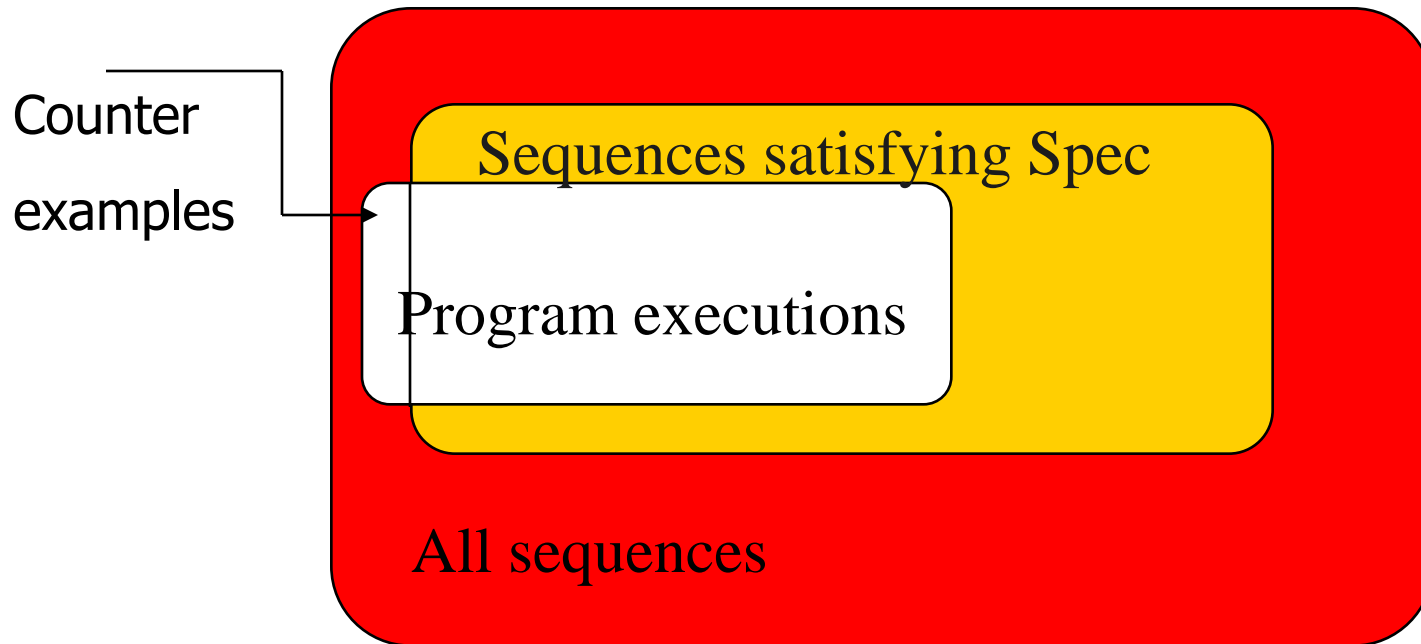 Counter
examples
Sequences satisfying Spec
Program executions
All sequences